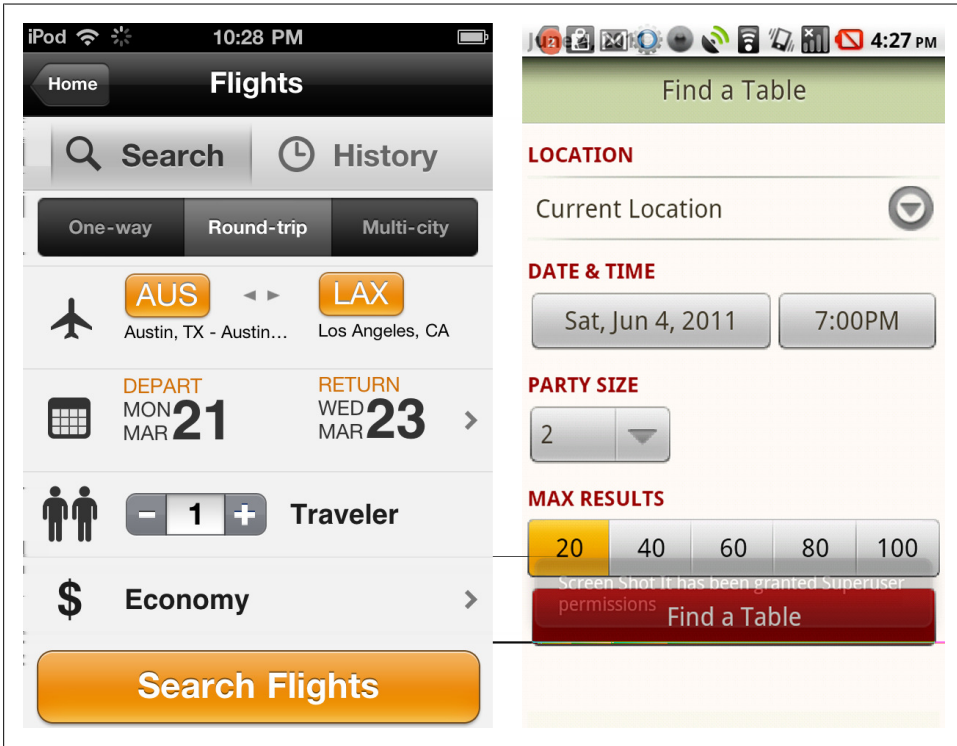 iPod 10:28 PM
Home Flights
Search History
One-way Round-trip Multi-city
AUS LAX
Austin, TX - Austin... Los Angeles, CA
DEPART RETURN
MON WED
MAR 21 MAR 23
- 1 + Traveler
$ Economy
Search Flights
2 4:27 PM
Find a Table
LOCATION
Current Location
DATE & TIME
Sat, Jun 4, 2011 7:00PM
PARTY SIZE
2
MAX RESULTS
20 40 60 80 100
Screen Shot It has been granted Superuser
permissions
Find a Table